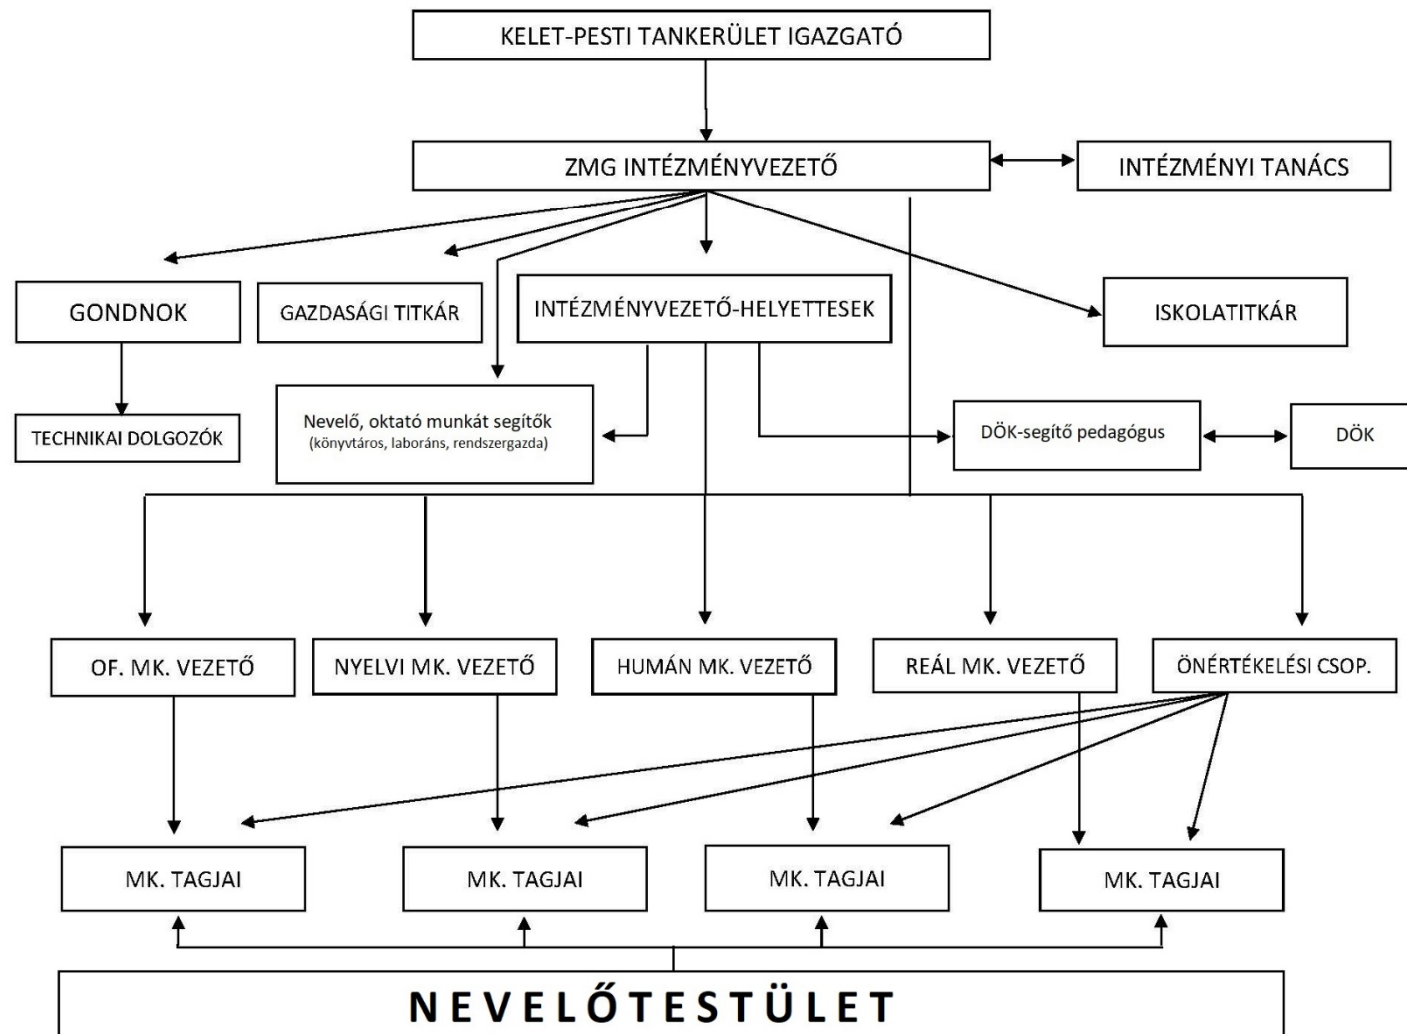 KELET-PESTI TANKERÜLET IGAZGATÓ
ZMG INTÉZMÉNYVEZETŐ
INTÉZMÉNYI TANÁCS
GONDNOK
GAZDASÁGI TITKÁR
INTÉZMÉNYVEZETŐ-HELYETTESEK
ISKOLATITKÁR
TECHNIKAI DOLGOZÓK
Nevelő, oktató munkát segítők
(könyvtáros, laboráns, rendszergazda)
DÖK-segítő pedagógus
DÖK
OF. MK. VEZETŐ
NYELVI MK. VEZETŐ
HUMÁN MK. VEZETŐ
REÁL MK. VEZETŐ
ÖNÉRTÉKELÉSI CSOP.
MK. TAGJAI
MK. TAGJAI
MK. TAGJAI
MK. TAGJAI
NEVELŐTESTÜLET